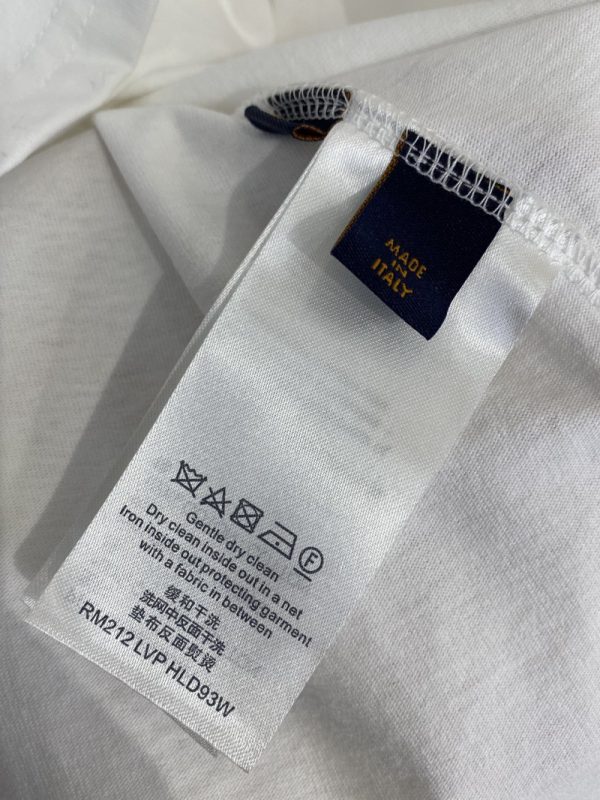 MADE
IN
ITALY
F
Gentle dry clean
Dry clean inside out in a net
Iron inside out protecting garment
with a fabric in between
缓和干洗
洗网中反面干洗
垫布反面熨烫
RM212 LVP HLD93W